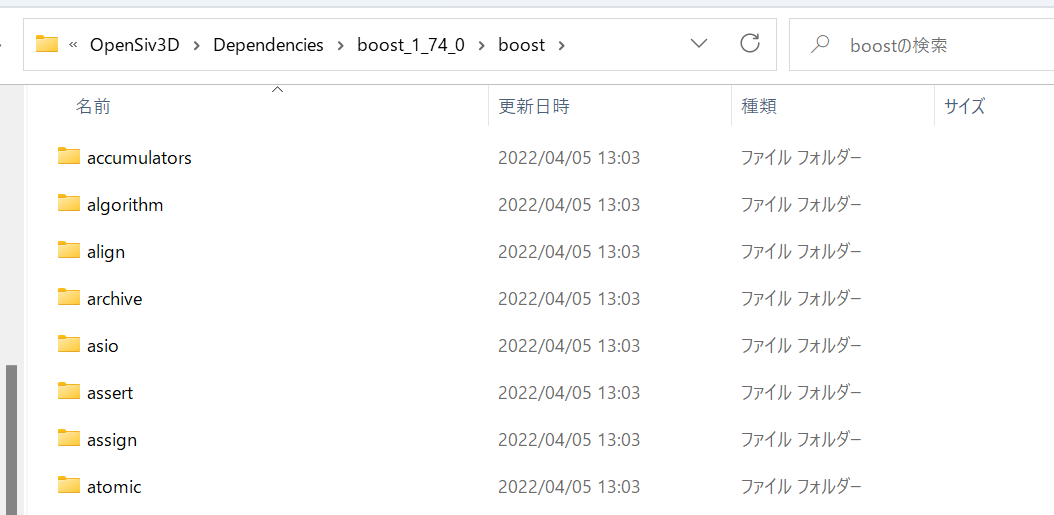 « OpenSiv3D > Dependencies > boost_1_74_0 > boost > boostの検索
名前 更新日時 種類 サイズ
accumulators 2022/04/05 13:03 ファイル フォルダー
algorithm 2022/04/05 13:03 ファイル フォルダー
align 2022/04/05 13:03 ファイル フォルダー
archive 2022/04/05 13:03 ファイル フォルダー
asio 2022/04/05 13:03 ファイル フォルダー
assert 2022/04/05 13:03 ファイル フォルダー
assign 2022/04/05 13:03 ファイル フォルダー
atomic 2022/04/05 13:03 ファイル フォルダー